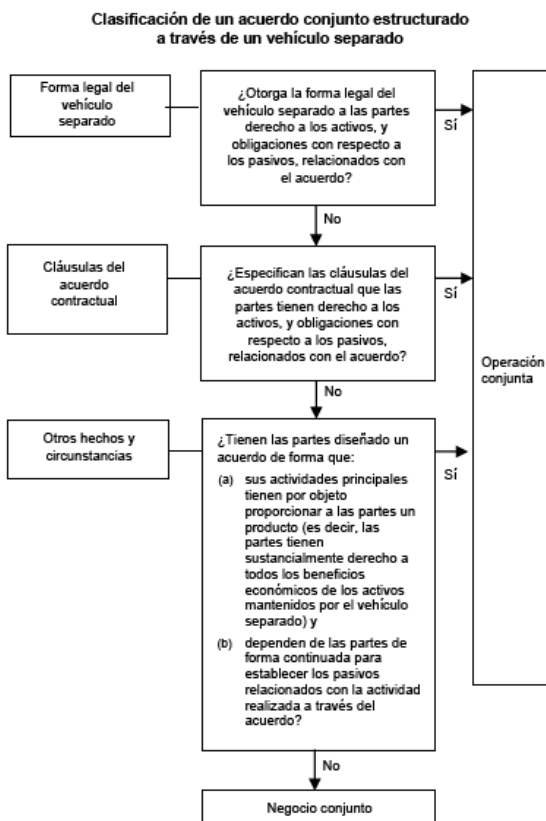 Clasificación de un acuerdo conjunto estructurado
a través de un vehículo separado
Forma legal del
vehículo
separado
¿Otorga la forma legal del
vehículo separado a las partes
derecho a los activos, y
obligaciones con respecto a
los pasivos, relacionados con
el acuerdo?
Sí
No
Cláusulas del
acuerdo
contractual
¿Especifican las cláusulas del
acuerdo contractual que las
partes tienen derecho a los
activos, y obligaciones con
respecto a los pasivos,
relacionados con el acuerdo?
Sí
Operación
conjunta
No
Otros hechos y
circunstancias
¿Tienen las partes diseñado un
acuerdo de forma que:
(a) sus actividades principales
tienen por objeto
proporcionar a las partes un
producto (es decir, las
partes tienen
sustancialmente derecho a
todos los beneficios
económicos de los activos
mantenidos por el vehículo
separado) y
(b) dependen de las partes de
forma continuada para
establecer los pasivos
relacionados con la actividad
realizada a través del
acuerdo?
Sí
No
Negocio conjunto